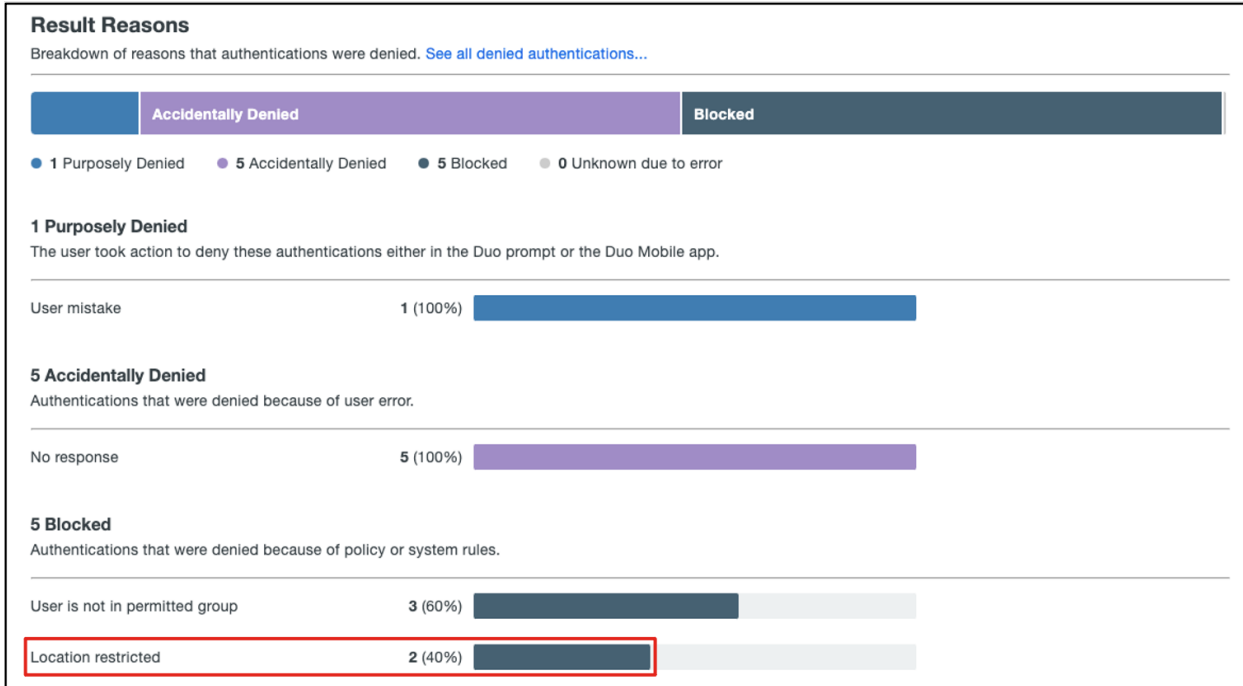 Result Reasons
Breakdown of reasons that authentications were denied. See all denied authentications...
Accidentally Denied Blocked
1 Purposely Denied 5 Accidentally Denied 5 Blocked 0 Unknown due to error
1 Purposely Denied
The user took action to deny these authentications either in the Duo prompt or the Duo Mobile app.
User mistake 1 (100%)
5 Accidentally Denied
Authentications that were denied because of user error.
No response 5 (100%)
5 Blocked
Authentications that were denied because of policy or system rules.
User is not in permitted group 3 (60%)
Location restricted 2 (40%)